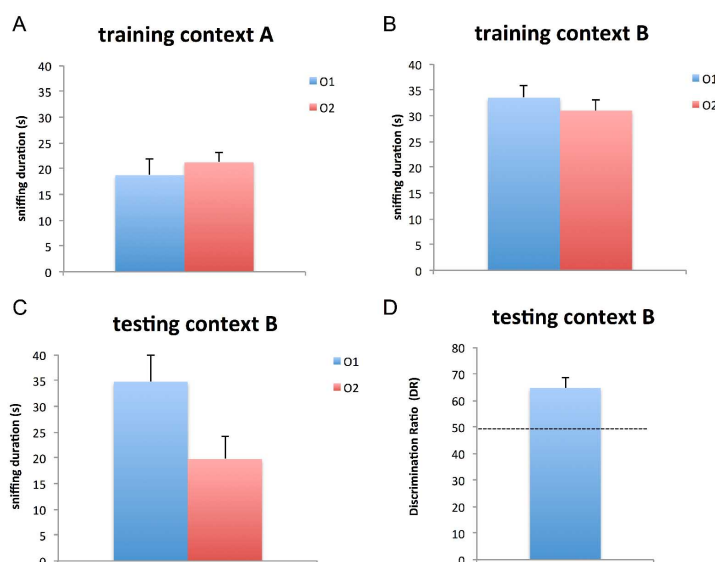 A
training context A
sniffing duration (s)
40
35
30
25
20
15
10
5
0
O1
O2
B
training context B
sniffing duration (s)
40
35
30
25
20
15
10
5
0
O1
O2
C
testing context B
sniffing duration (s)
40
35
30
25
20
15
10
5
0
O1
O2
D
testing context B
Discrimination Ratio (DR)
80
70
60
50
40
30
20
10
0